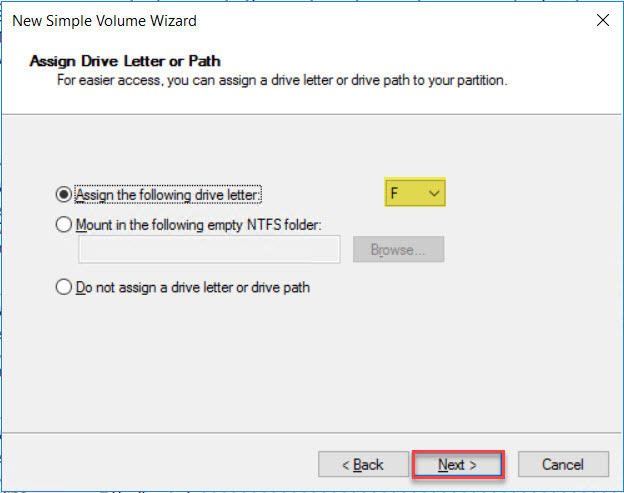 New Simple Volume Wizard
Assign Drive Letter or Path
For easier access, you can assign a drive letter or drive path to your partition.
Assign the following drive letter: F
Mount in the following empty NTFS folder:
Browse...
Do not assign a drive letter or drive path
< Back Next > Cancel